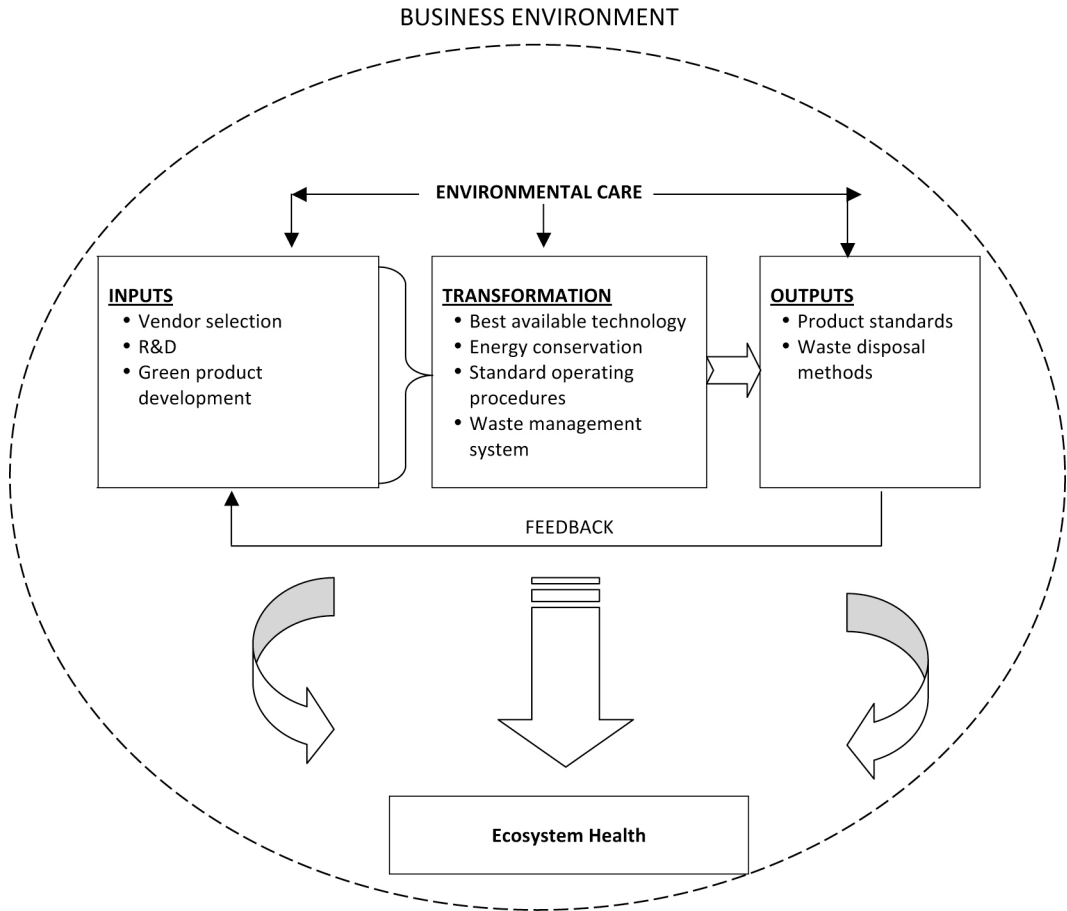 BUSINESS ENVIRONMENT
ENVIRONMENTAL CARE
INPUTS
• Vendor selection
• R&D
• Green product
development
TRANSFORMATION
• Best available technology
• Energy conservation
• Standard operating
procedures
• Waste management
system
OUTPUTS
• Product standards
• Waste disposal
methods
FEEDBACK
Ecosystem Health